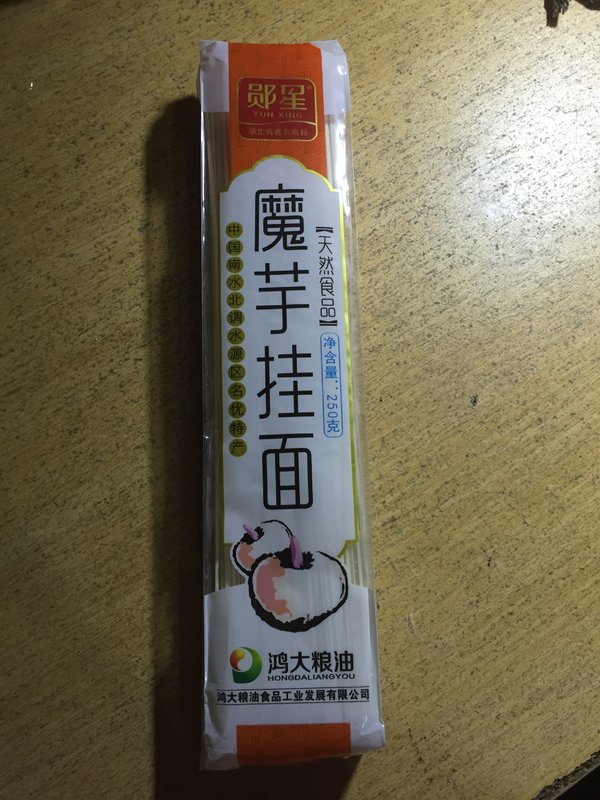 郧星
YUN XING
湖北省著名商标
魔芋挂面
【天然食品】
净含量：250克
中国南水北调水源区名优特产
鸿大粮油
HONGDALIANGYOU
鸿大粮油食品工业发展有限公司